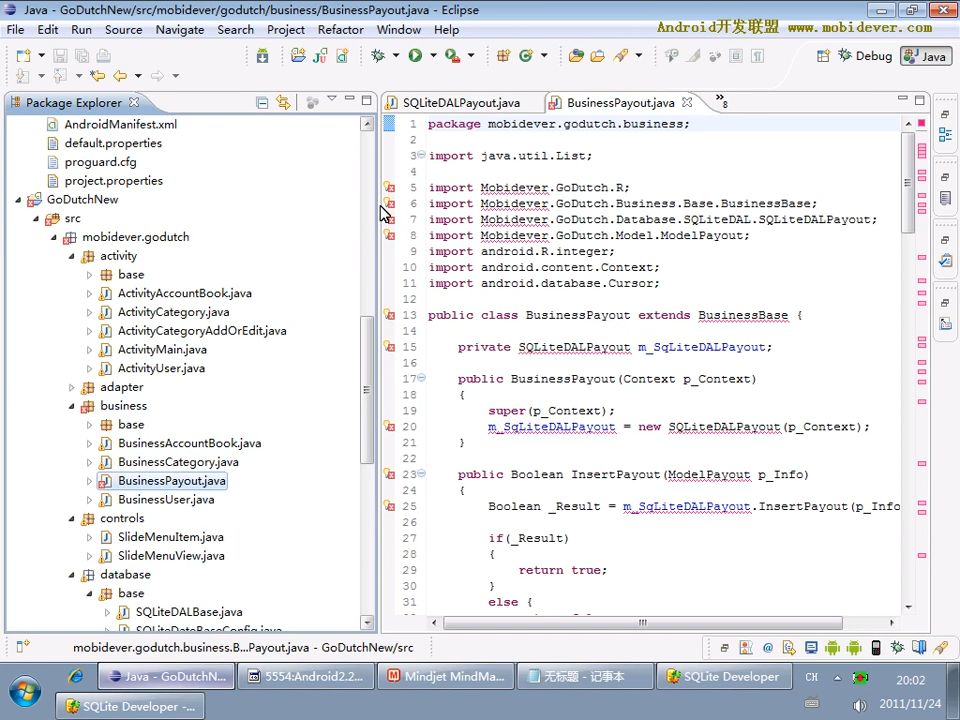 Java - GoDutchNew/src/mobidever/godutch/business/BusinessPayout.java - Eclipse
File Edit Run Source Navigate Search Project Refactor Window Help
Android开发联盟 www.mobidever.com
Debug Java
Package Explorer
AndroidManifest.xml
default.properties
proguard.cfg
project.properties
GoDutchNew
src
mobidever.godutch
activity
base
ActivityAccountBook.java
ActivityCategory.java
ActivityCategoryAddOrEdit.java
ActivityMain.java
ActivityUser.java
adapter
business
base
BusinessAccountBook.java
BusinessCategory.java
BusinessPayout.java
BusinessUser.java
controls
SlideMenuItem.java
SlideMenuView.java
database
base
SQLiteDALBase.java
SQLiteDateBaseConfig.java
SQLiteDALPayout.java BusinessPayout.java »8
1 package mobidever.godutch.business;
2
3 import java.util.List;
4
5 import Mobidever.GoDutch.R;
6 import Mobidever.GoDutch.Business.Base.BusinessBase;
7 import Mobidever.GoDutch.Database.SQLiteDAL.SQLiteDALPayout;
8 import Mobidever.GoDutch.Model.ModelPayout;
9 import android.R.integer;
10 import android.content.Context;
11 import android.database.Cursor;
12
13 public class BusinessPayout extends BusinessBase {
14
15 private SQLiteDALPayout m_SqLiteDALPayout;
16
17 public BusinessPayout(Context p_Context)
18 {
19 super(p_Context);
20 m_SqLiteDALPayout = new SQLiteDALPayout(p_Context);
21 }
22
23 public Boolean InsertPayout(ModelPayout p_Info)
24 {
25 Boolean _Result = m_SqLiteDALPayout.InsertPayout(p_Info
26
27 if(_Result)
28 {
29 return true;
30 }
31 else {
mobidever.godutch.business.B...Payout.java - GoDutchNew/src
Java - GoDutchN... 5554:Android2.2... Mindjet MindMa... 无标题 - 记事本 SQLite Developer CH 20:02
SQLite Developer -... 2011/11/24